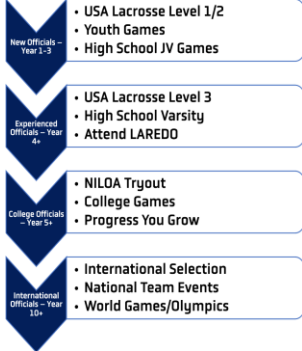 New Officials –
Year 1-3
• USA Lacrosse Level 1/2
• Youth Games
• High School JV Games
Experienced
Officials – Year
4+
• USA Lacrosse Level 3
• High School Varsity
• Attend LAREDO
College Officials
– Year 5+
• NILOA Tryout
• College Games
• Progress You Grow
International
Officials – Year
10+
• International Selection
• National Team Events
• World Games/Olympics